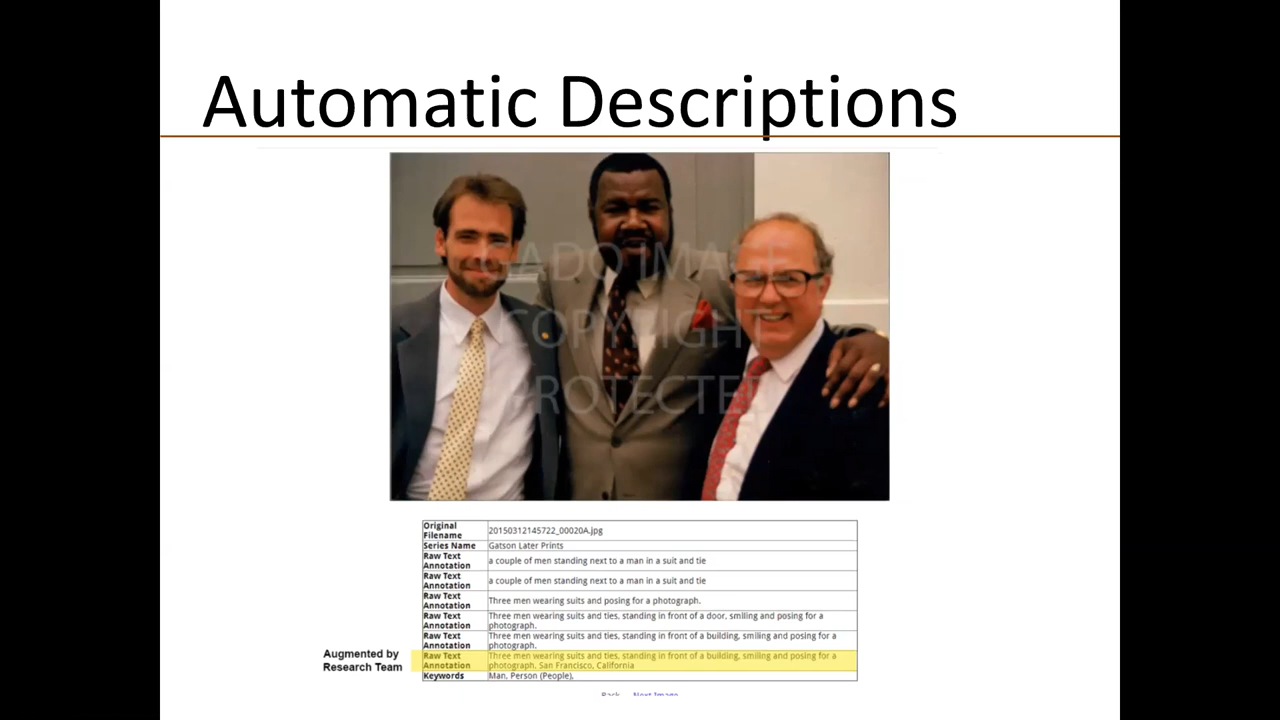 Automatic Descriptions
GADO IMAGE
COPYRIGHT
PROTECTED
Original
Filename
20150312145722_00020A.jpg
Series Name
Gatson Later Prints
Raw Text
Annotation
a couple of men standing next to a man in a suit and tie
Raw Text
Annotation
a couple of men standing next to a man in a suit and tie
Raw Text
Annotation
Three men wearing suits and posing for a photograph.
Raw Text
Annotation
Three men wearing suits and ties, standing in front of a door, smiling and posing for a
photograph.
Raw Text
Annotation
Three men wearing suits and ties, standing in front of a building, smiling and posing for a
photograph.
Augmented by
Research Team
Raw Text
Annotation
Three men wearing suits and ties, standing in front of a building, smiling and posing for a
photograph. San Francisco, California
Keywords
Man, Person (People),
Back
Next Image